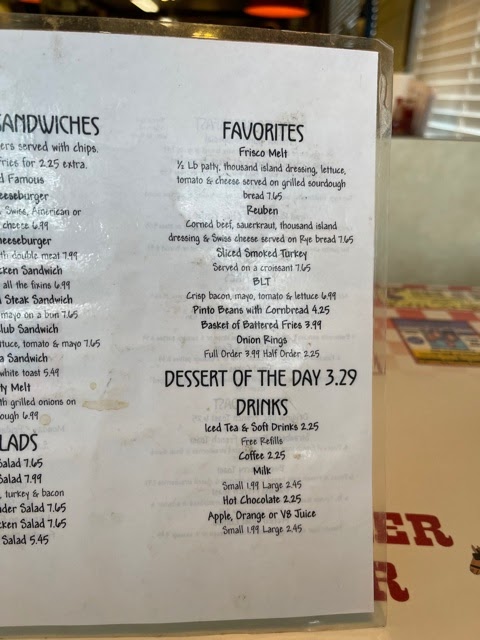 SANDWICHES
ers served with chips.
fries for 2.25 extra.
d Famous
eeseburger
& Swiss, American or
cheese 6.99
heeseburger
th double meat 7.99
cken Sandwich
all the fixins 6.99
d Steak Sandwich
mayo on a bun 7.65
lub Sandwich
ttuce, tomato & mayo 7.65
a Sandwich
white toast 5.49
ty Melt
th grilled onions on
ough 6.99
LADS
Salad 7.65
Salad 7.99
, turkey & bacon
nder Salad 7.65
cken Salad 7.65
Salad 5.45
FAVORITES
Frisco Melt
½ Lb patty, thousand island dressing, lettuce,
tomato & cheese served on grilled sourdough
bread 7.65
Reuben
Corned beef, sauerkraut, thousand island
dressing & Swiss cheese served on Rye bread 7.65
Sliced Smoked Turkey
Served on a croissant 7.65
BLT
Crisp bacon, mayo, tomato & lettuce 6.99
Pinto Beans with Cornbread 4.25
Basket of Battered Fries 3.99
Onion Rings
Full Order 3.99 Half Order 2.25
DESSERT OF THE DAY 3.29
DRINKS
Iced Tea & Soft Drinks 2.25
Free Refills
Coffee 2.25
Milk
Small 1.99 Large 2.45
Hot Chocolate 2.25
Apple, Orange or V8 Juice
Small 1.99 Large 2.45
ER
R